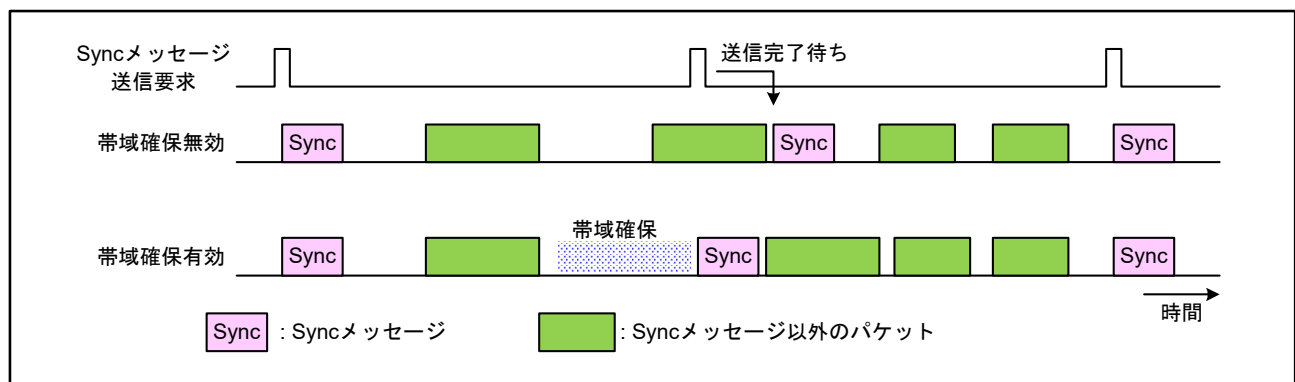 Syncメッセージ
送信要求
送信完了待ち
帯域確保無効
Sync
Sync
Sync
帯域確保
帯域確保有効
Sync
Sync
Sync
時間
Sync : Syncメッセージ
: Syncメッセージ以外のパケット